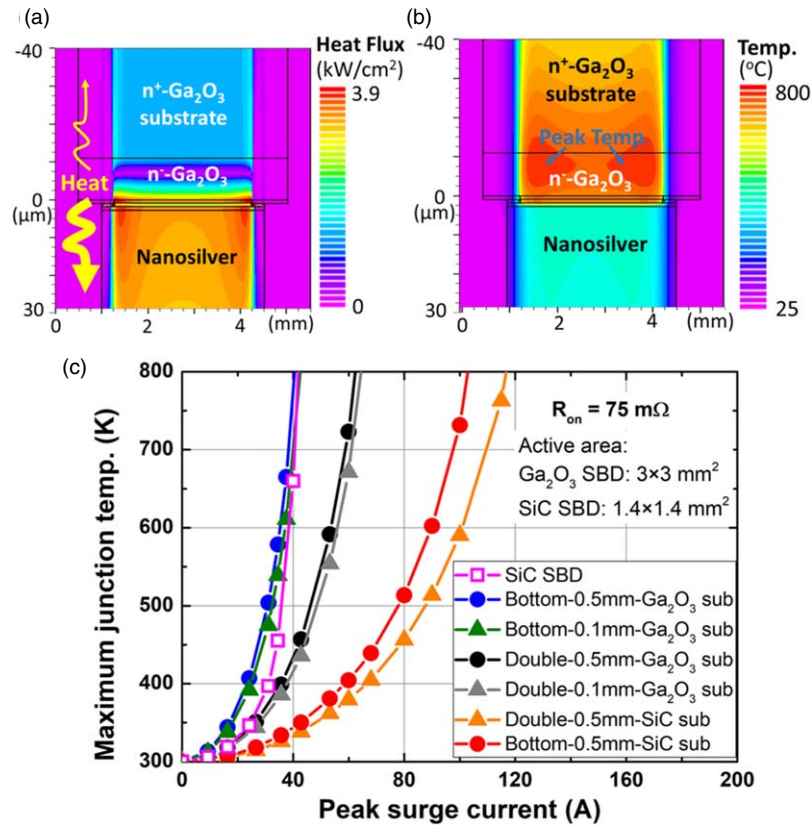 (a)
Heat Flux
(kW/cm²)
3.9
0
-40
0
(μm)
30
n⁺-Ga₂O₃
substrate
n⁻-Ga₂O₃
Heat
Nanosilver
0 2 4 (mm)
(b)
Temp.
(°C)
800
25
-40
0
(μm)
30
n⁺-Ga₂O₃
substrate
Peak Temp.
n⁻-Ga₂O₃
Nanosilver
0 2 4 (mm)
(c)
Maximum junction temp. (K)
800
700
600
500
400
300
R_on = 75 mΩ
Active area:
Ga₂O₃ SBD: 3×3 mm²
SiC SBD: 1.4×1.4 mm²
SiC SBD
Bottom-0.5mm-Ga₂O₃ sub
Bottom-0.1mm-Ga₂O₃ sub
Double-0.5mm-Ga₂O₃ sub
Double-0.1mm-Ga₂O₃ sub
Double-0.5mm-SiC sub
Bottom-0.5mm-SiC sub
0 40 80 120 160 200
Peak surge current (A)